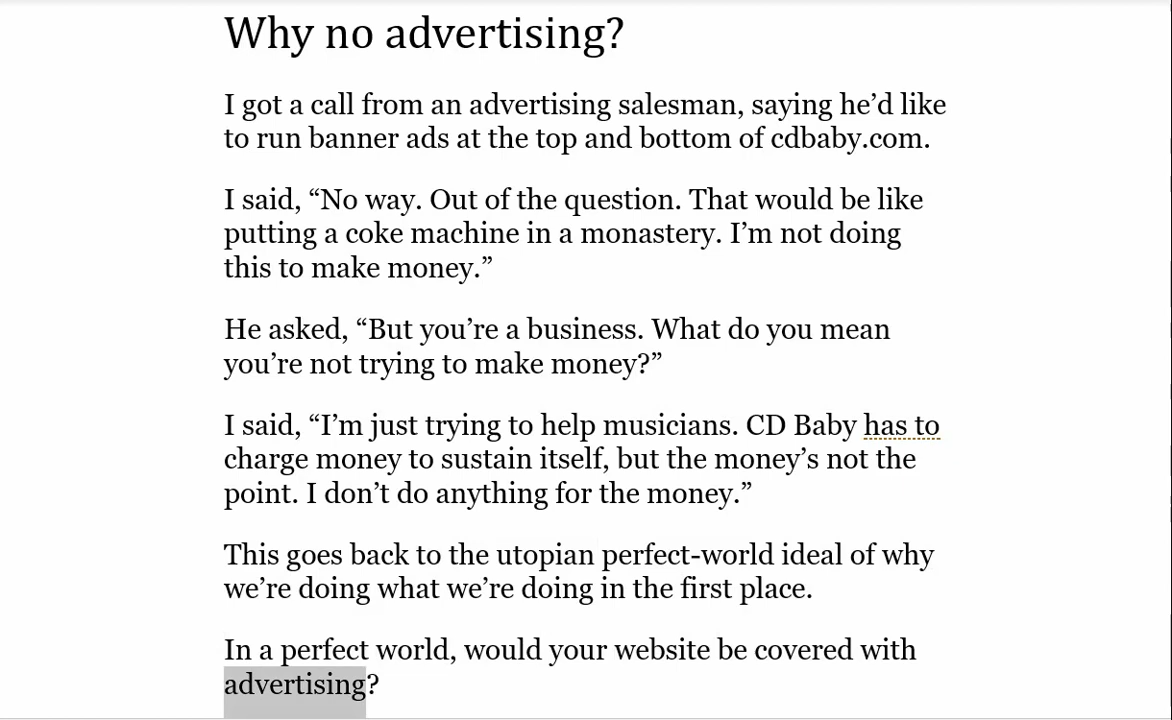 Why no advertising?
I got a call from an advertising salesman, saying he’d like
to run banner ads at the top and bottom of cdbaby.com.
I said, “No way. Out of the question. That would be like
putting a coke machine in a monastery. I’m not doing
this to make money.”
He asked, “But you’re a business. What do you mean
you’re not trying to make money?”
I said, “I’m just trying to help musicians. CD Baby has to
charge money to sustain itself, but the money’s not the
point. I don’t do anything for the money.”
This goes back to the utopian perfect-world ideal of why
we’re doing what we’re doing in the first place.
In a perfect world, would your website be covered with
advertising?